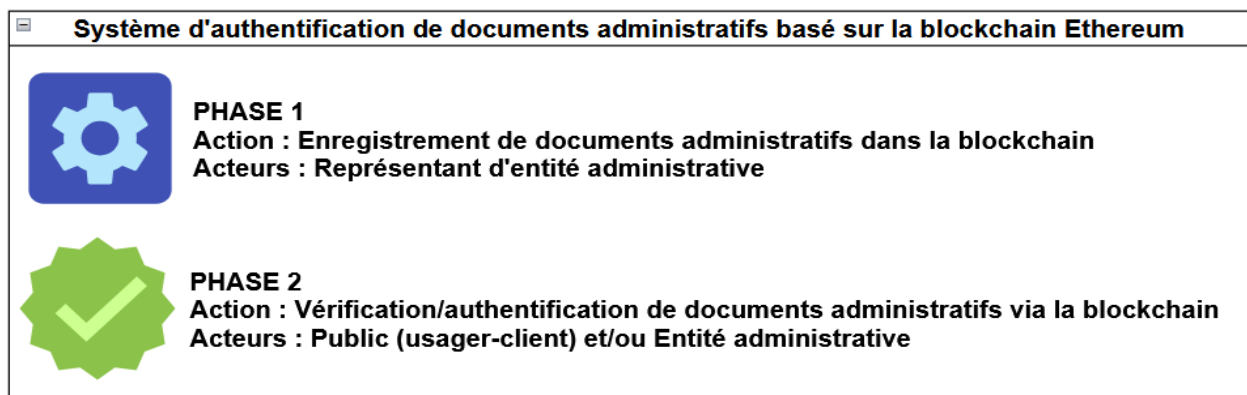 Système d'authentification de documents administratifs basé sur la blockchain Ethereum
PHASE 1
Action : Enregistrement de documents administratifs dans la blockchain
Acteurs : Représentant d'entité administrative
PHASE 2
Action : Vérification/authentification de documents administratifs via la blockchain
Acteurs : Public (usager-client) et/ou Entité administrative